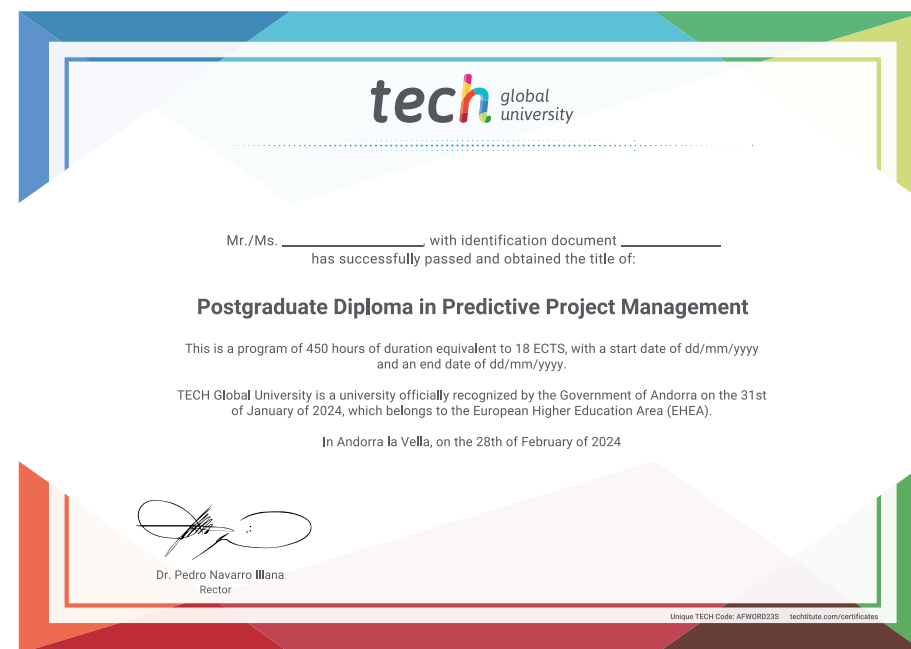 tech global university
Mr./Ms. ____________, with identification document ____________
has successfully passed and obtained the title of:
Postgraduate Diploma in Predictive Project Management
This is a program of 450 hours of duration equivalent to 18 ECTS, with a start date of dd/mm/yyyy
and an end date of dd/mm/yyyy.
TECH Global University is a university officially recognized by the Government of Andorra on the 31st
of January of 2024, which belongs to the European Higher Education Area (EHEA).
In Andorra la Vella, on the 28th of February of 2024
Dr. Pedro Navarro Illana
Rector
Unique TECH Code: AFWORD23S techtitute.com/certificates